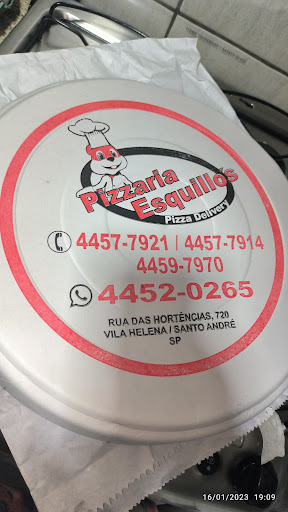 Pizzaria
Esquillos
Pizza Delivery
4457-7921 / 4457-7914
4459-7970
4452-0265
RUA DAS HORTÊNCIAS, 720
VILA HELENA / SANTO ANDRÉ
SP
16/01/2023 19:09